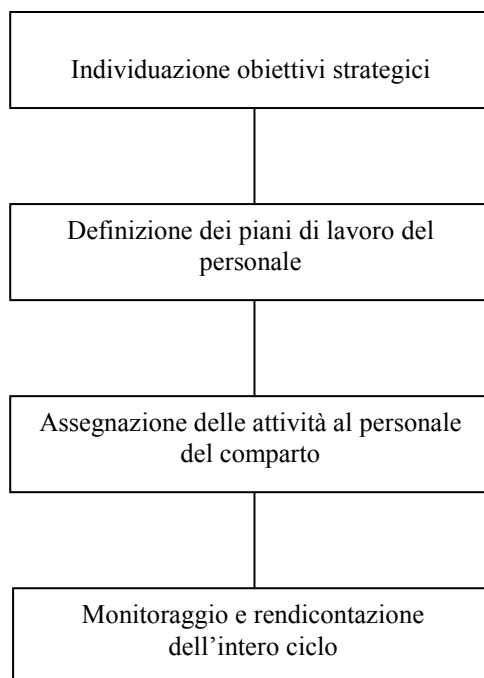 Individuazione obiettivi strategici
Definizione dei piani di lavoro del
personale
Assegnazione delle attività al personale
del comparto
Monitoraggio e rendicontazione
dell’intero ciclo